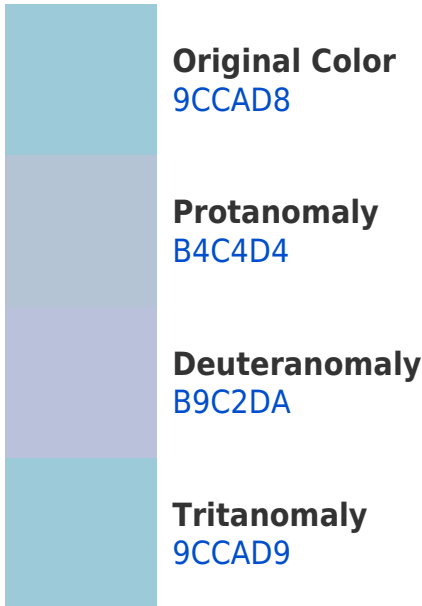 Original Color
9CCAD8
Protanomaly
B4C4D4
Deuteranomaly
B9C2DA
Tritanomaly
9CCAD9